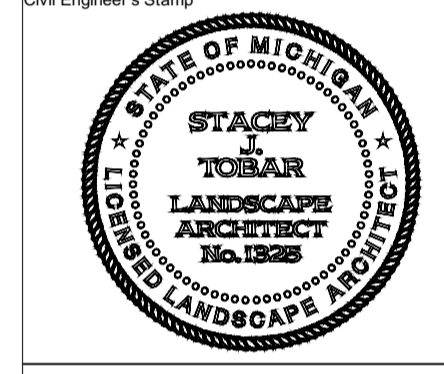 Civil Engineer's Stamp
STATE OF MICHIGAN
STACEY
J.
TOBAR
LANDSCAPE
ARCHITECT
No. 1325
LICENSED LANDSCAPE ARCHITECT